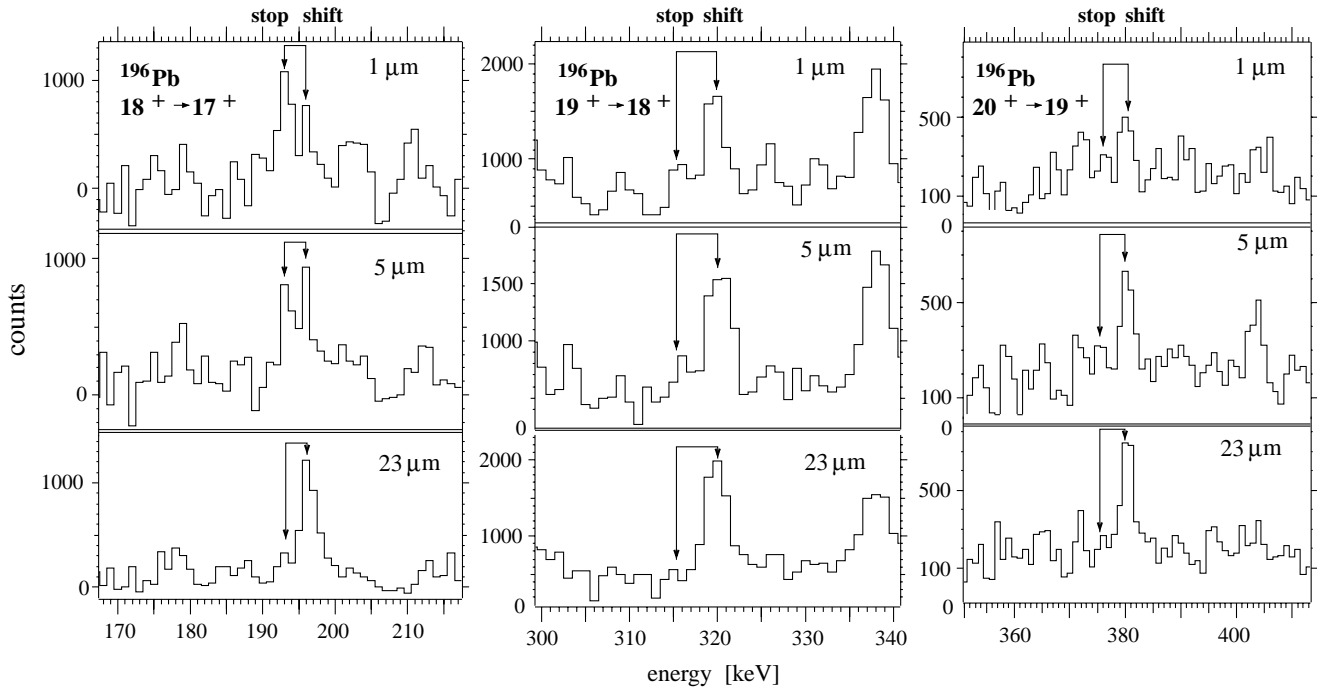 stop shift stop shift stop shift
¹⁹⁶Pb 1 μm ¹⁹⁶Pb 1 μm ¹⁹⁶Pb 1 μm
18⁺→17⁺ 19⁺→18⁺ 20⁺→19⁺
1000 2000 500
0 1000 100
0 0
5 μm 5 μm 5 μm
1000 1500 500
0 1000 100
0 0
23 μm 23 μm 23 μm
1000 2000 500
0 1000 100
0 0
170 180 190 200 210 300 310 320 330 340 360 380 400
counts
energy [keV]